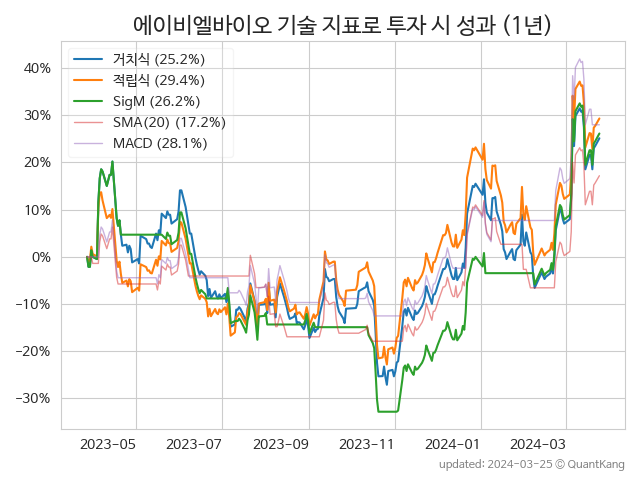 에이비엘바이오 기술 지표로 투자 시 성과 (1년)
거치식 (25.2%)
적립식 (29.4%)
SigM (26.2%)
SMA(20) (17.2%)
MACD (28.1%)
40%
30%
20%
10%
0%
−10%
−20%
−30%
2023-05 2023-07 2023-09 2023-11 2024-01 2024-03
updated: 2024-03-25 © QuantKang